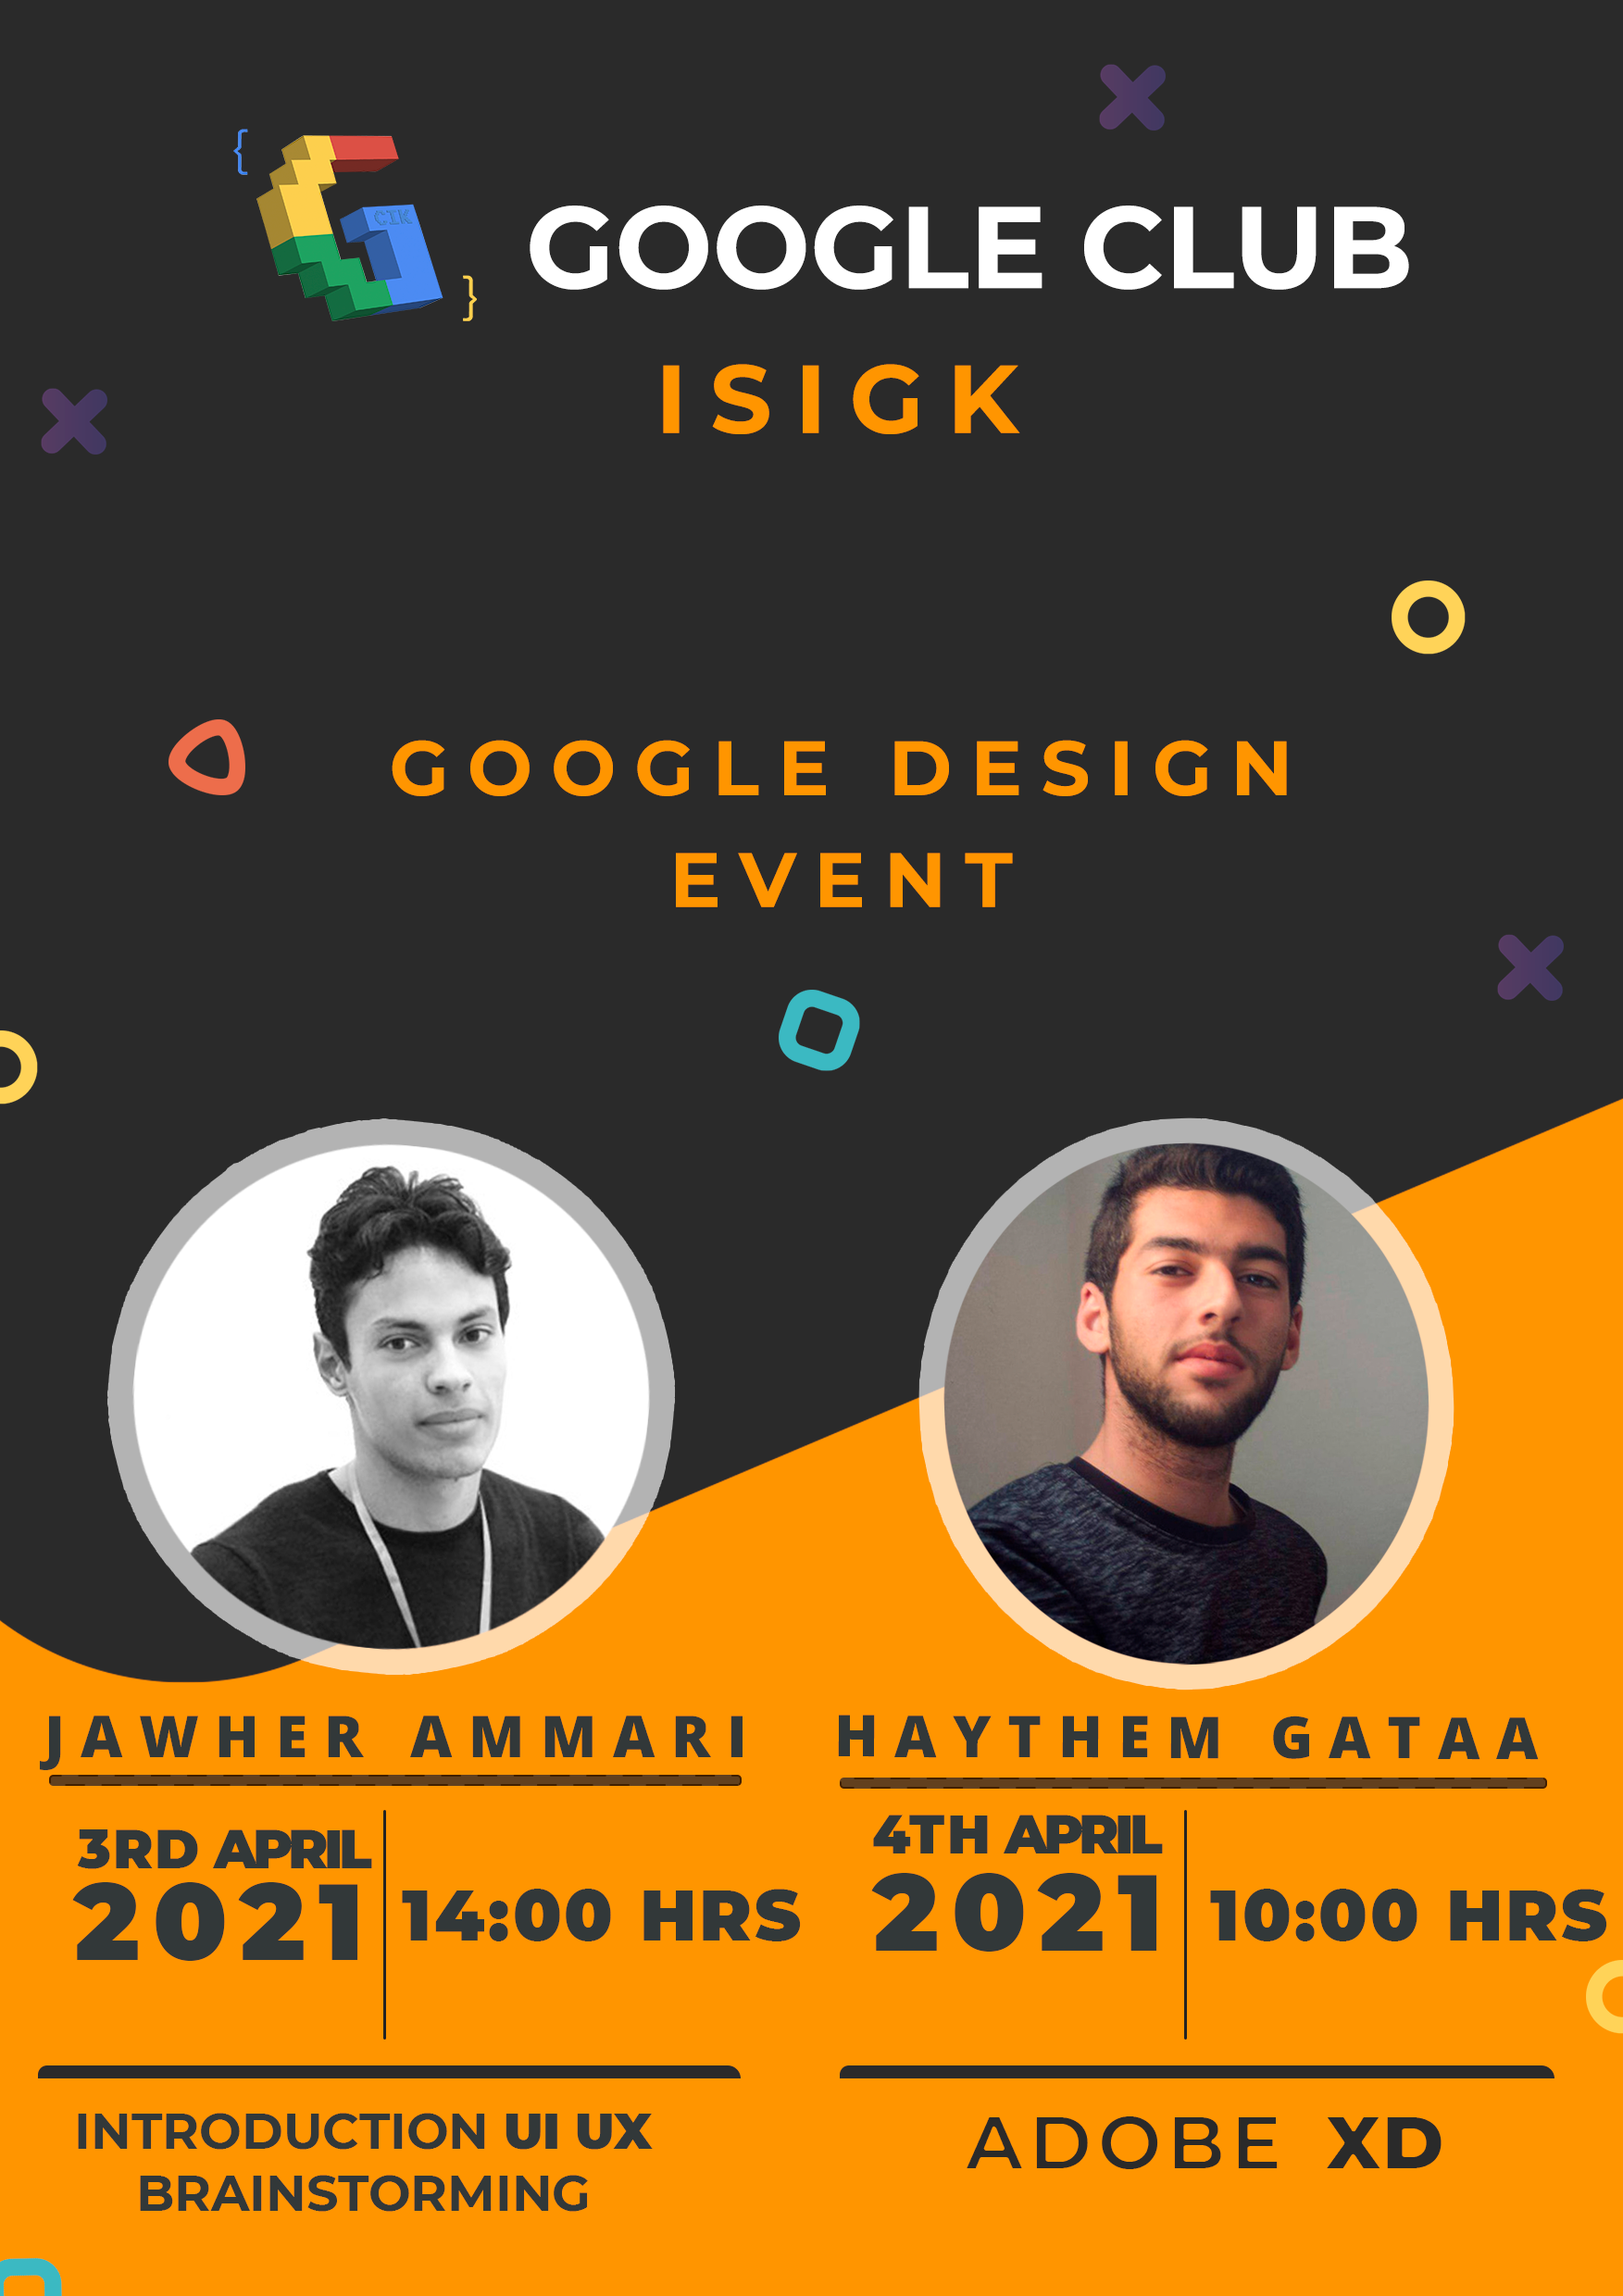 {
CIK
}
GOOGLE CLUB
ISIGK
GOOGLE DESIGN
EVENT
JAWHER AMMARI
3RD APRIL
2021
14:00 HRS
INTRODUCTION UI UX
BRAINSTORMING
HAYTHEM GATAA
4TH APRIL
2021
10:00 HRS
ADOBE XD